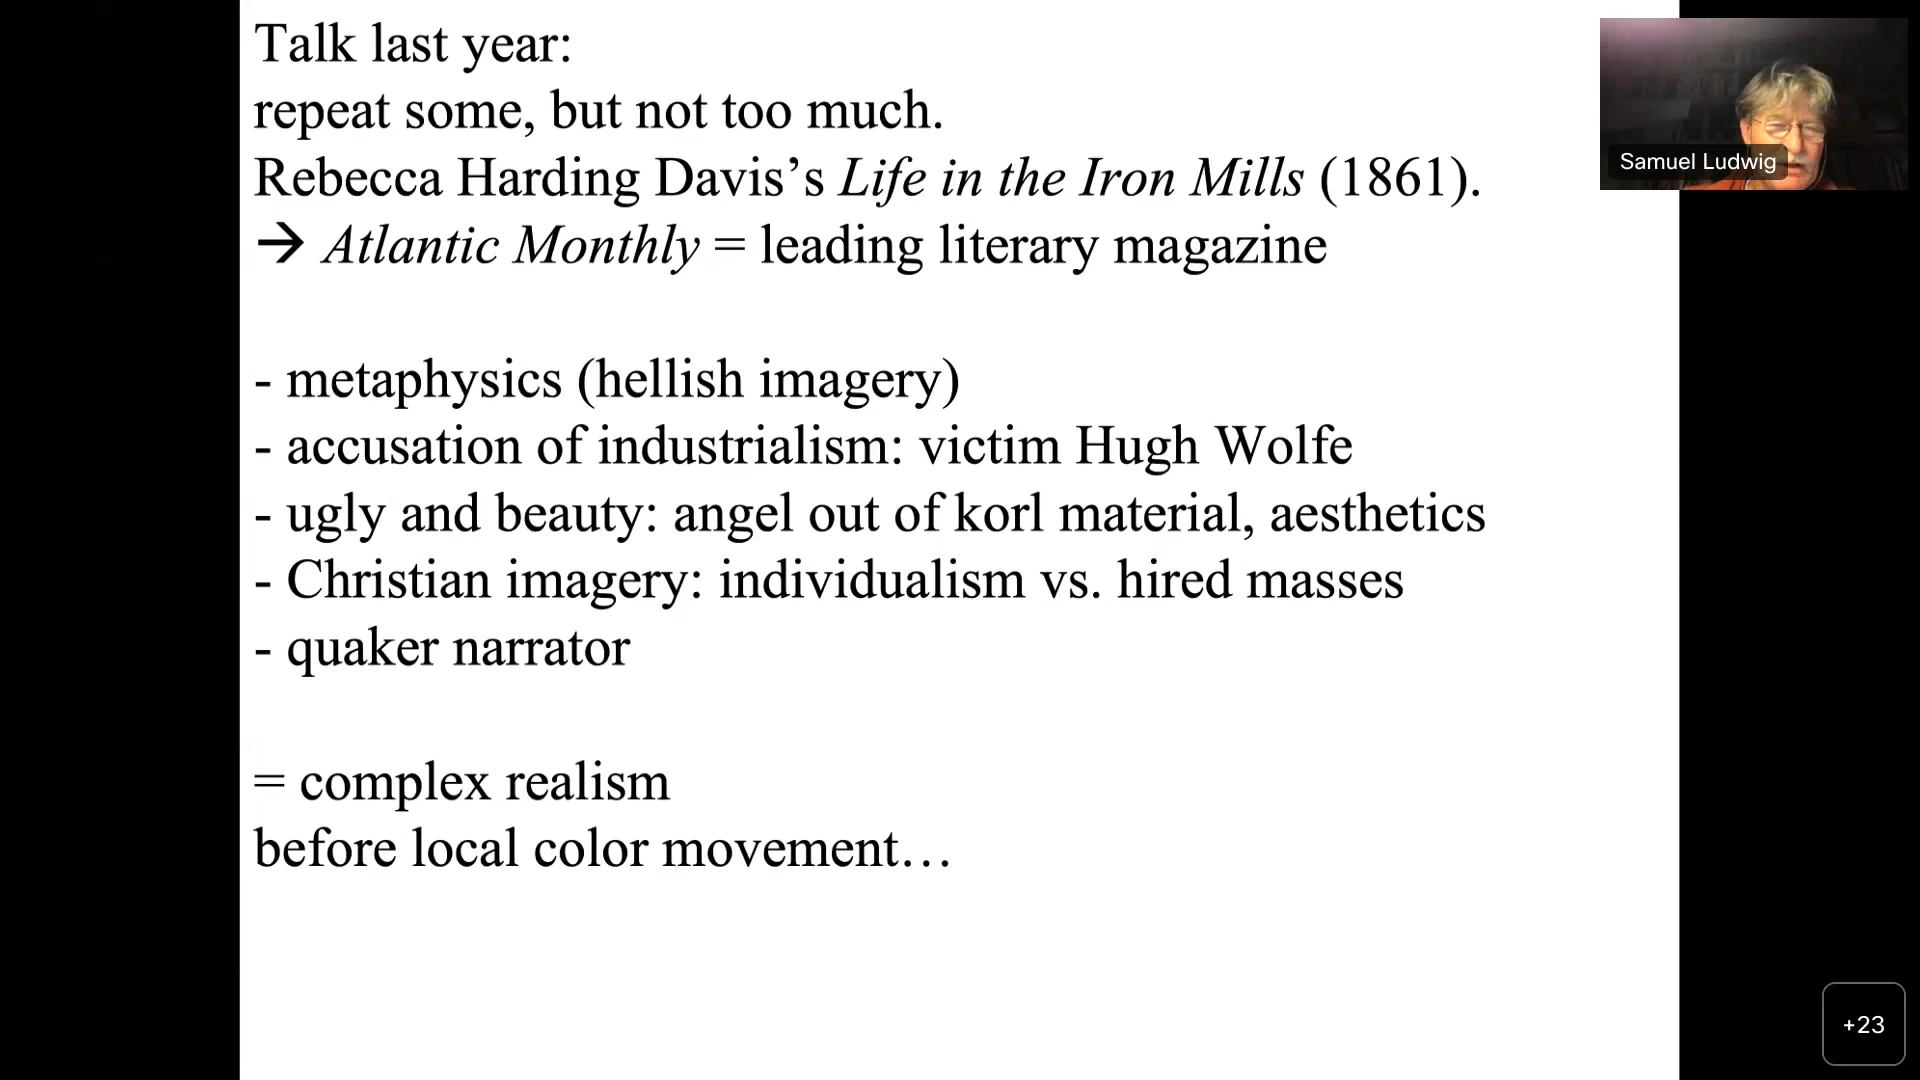 Talk last year:
repeat some, but not too much.
Rebecca Harding Davis’s Life in the Iron Mills (1861).
→ Atlantic Monthly = leading literary magazine
- metaphysics (hellish imagery)
- accusation of industrialism: victim Hugh Wolfe
- ugly and beauty: angel out of korl material, aesthetics
- Christian imagery: individualism vs. hired masses
- quaker narrator
= complex realism
before local color movement…
Samuel Ludwig
+23